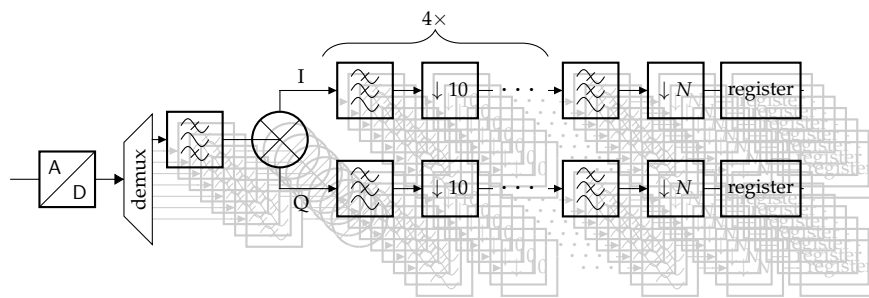 4×
I
↓ 10
· · ·
↓ N
register
A
D
demux
Q
↓ 10
· · ·
↓ N
register